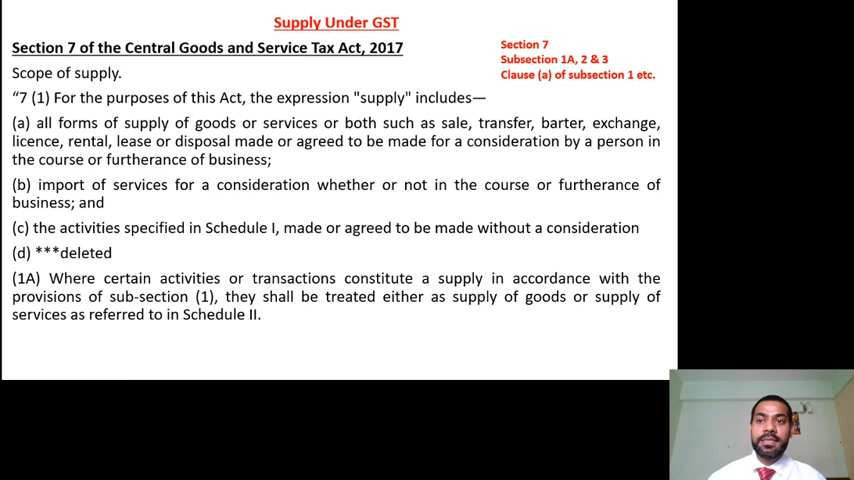 Supply Under GST
Section 7 of the Central Goods and Service Tax Act, 2017
Section 7
Subsection 1A, 2 & 3
Clause (a) of subsection 1 etc.
Scope of supply.
“7 (1) For the purposes of this Act, the expression "supply" includes—
(a) all forms of supply of goods or services or both such as sale, transfer, barter, exchange,
licence, rental, lease or disposal made or agreed to be made for a consideration by a person in
the course or furtherance of business;
(b) import of services for a consideration whether or not in the course or furtherance of
business; and
(c) the activities specified in Schedule I, made or agreed to be made without a consideration
(d) ***deleted
(1A) Where certain activities or transactions constitute a supply in accordance with the
provisions of sub-section (1), they shall be treated either as supply of goods or supply of
services as referred to in Schedule II.